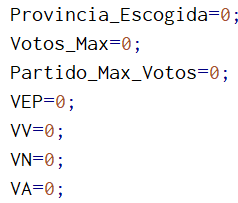 Provincia_Escogida=0;
Votos_Max=0;
Partido_Max_Votos=0;
VEP=0;
VV=0;
VN=0;
VA=0;